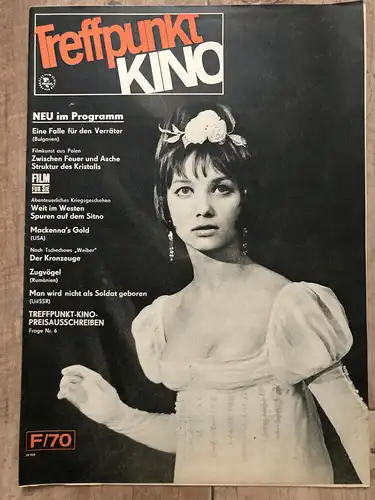 Treffpunkt
KINO
NEU im Programm
Eine Falle für den Verräter
(Bulgarien)
Filmkunst aus Polen
Zwischen Feuer und Asche
Struktur des Kristalls
FILM
FÜR SIE
Abenteuerliches Kriegsgeschehen
Weit im Westen
Spuren auf dem Sitno
Mackenna's Gold
(USA)
Nach Tschechows „Weiber"
Der Kronzeuge
Zugvögel
(Rumänien)
Man wird nicht als Soldat geboren
(UdSSR)
TREFFPUNKT-KINO-
PREISAUSSCHREIBEN
Frage Nr. 6
F/70